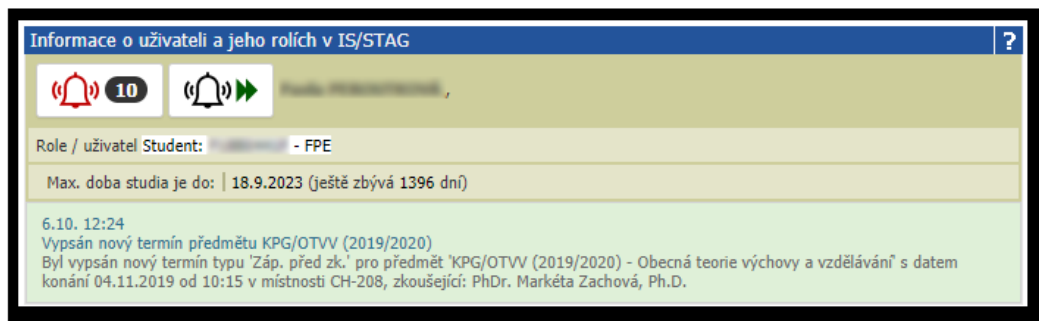 Informace o uživateli a jeho rolích v IS/STAG ?
10 ,
Role / uživatel Student: - FPE
Max. doba studia je do: 18.9.2023 (ještě zbývá 1396 dní)
6.10. 12:24
Vypsán nový termín předmětu KPG/OTVV (2019/2020)
Byl vypsán nový termín typu 'Záp. před zk.' pro předmět 'KPG/OTVV (2019/2020) - Obecná teorie výchovy a vzdělávání' s datem
konání 04.11.2019 od 10:15 v místnosti CH-208, zkoušející: PhDr. Markéta Zachová, Ph.D.